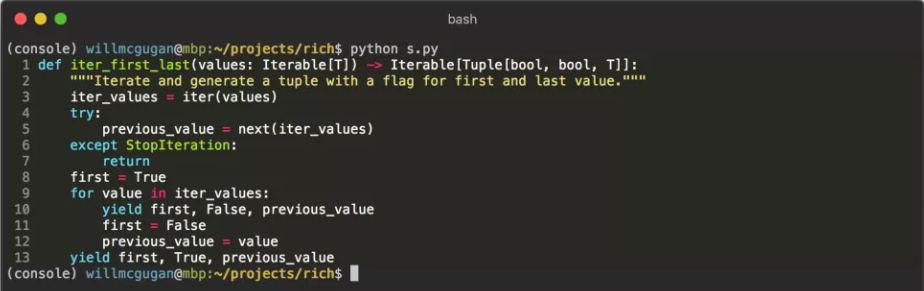 bash
(console) willmcgugan@mbp:~/projects/rich$ python s.py
1 def iter_first_last(values: Iterable[T]) -> Iterable[Tuple[bool, bool, T]]:
2     """Iterate and generate a tuple with a flag for first and last value."""
3     iter_values = iter(values)
4     try:
5         previous_value = next(iter_values)
6     except StopIteration:
7         return
8     first = True
9     for value in iter_values:
10         yield first, False, previous_value
11         first = False
12         previous_value = value
13     yield first, True, previous_value
(console) willmcgugan@mbp:~/projects/rich$